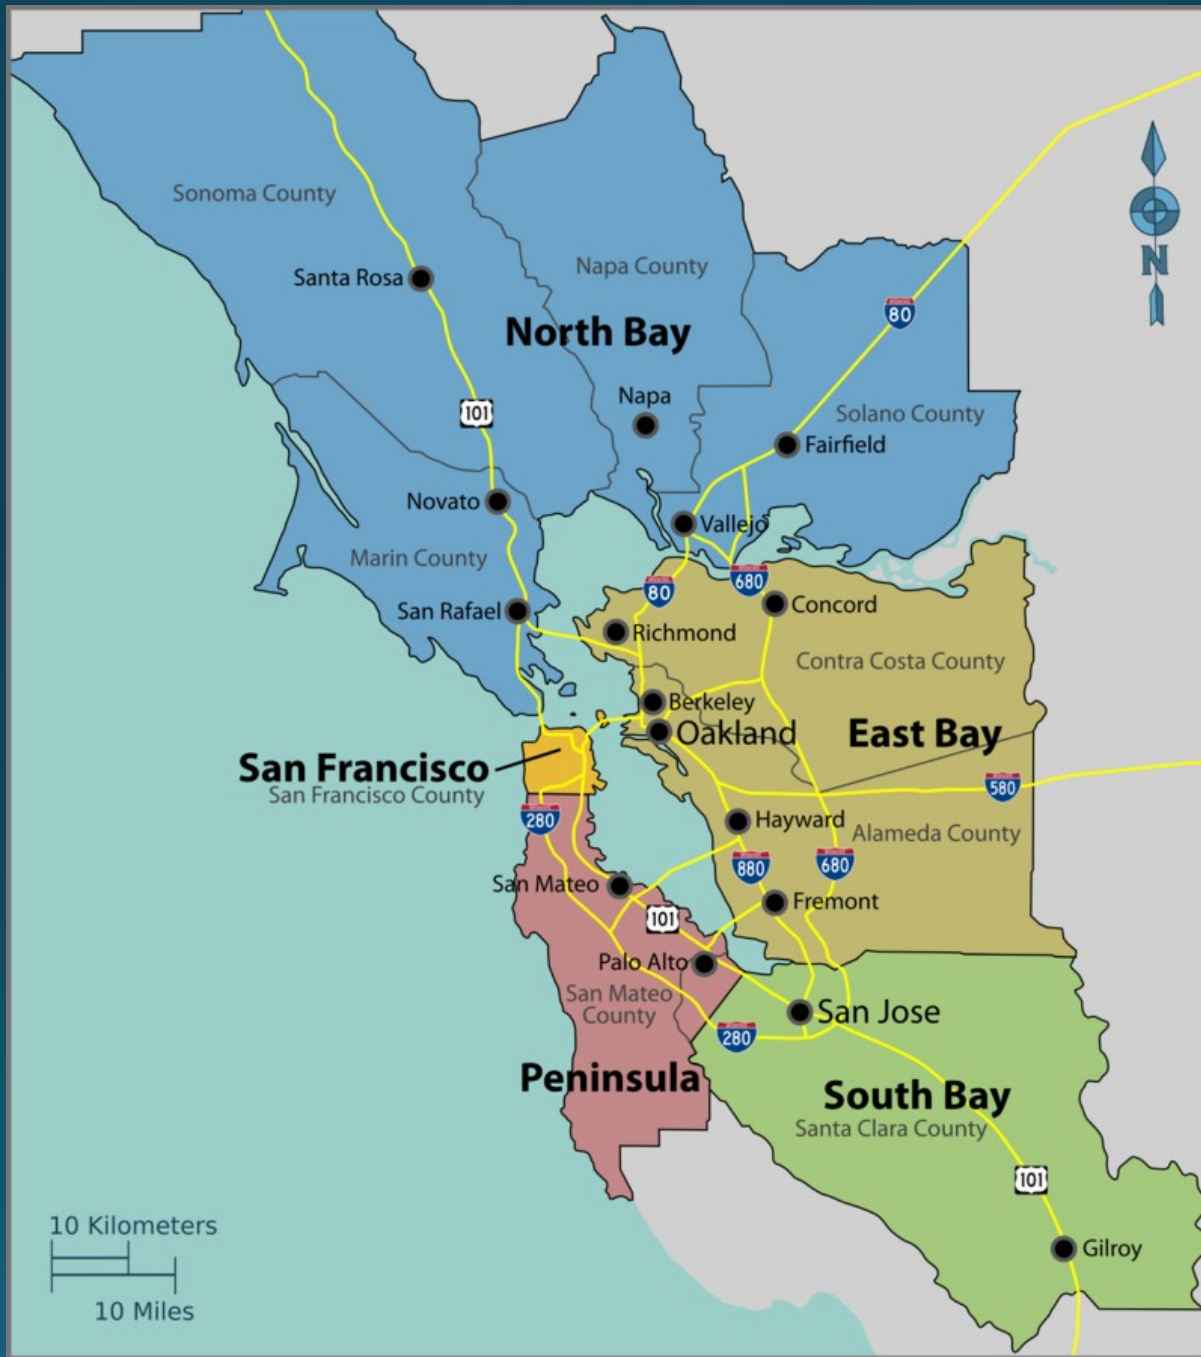 Sonoma County
Napa County
Santa Rosa
N
80
North Bay
Napa
101
Solano County
Fairfield
Novato
Vallejo
Marin County
80
680
Concord
San Rafael
Richmond
Contra Costa County
Berkeley
Oakland
East Bay
San Francisco
San Francisco County
580
280
Hayward
Alameda County
880
680
San Mateo
101
Fremont
Palo Alto
San Mateo
County
San Jose
280
Peninsula
South Bay
Santa Clara County
101
10 Kilometers
Gilroy
10 Miles